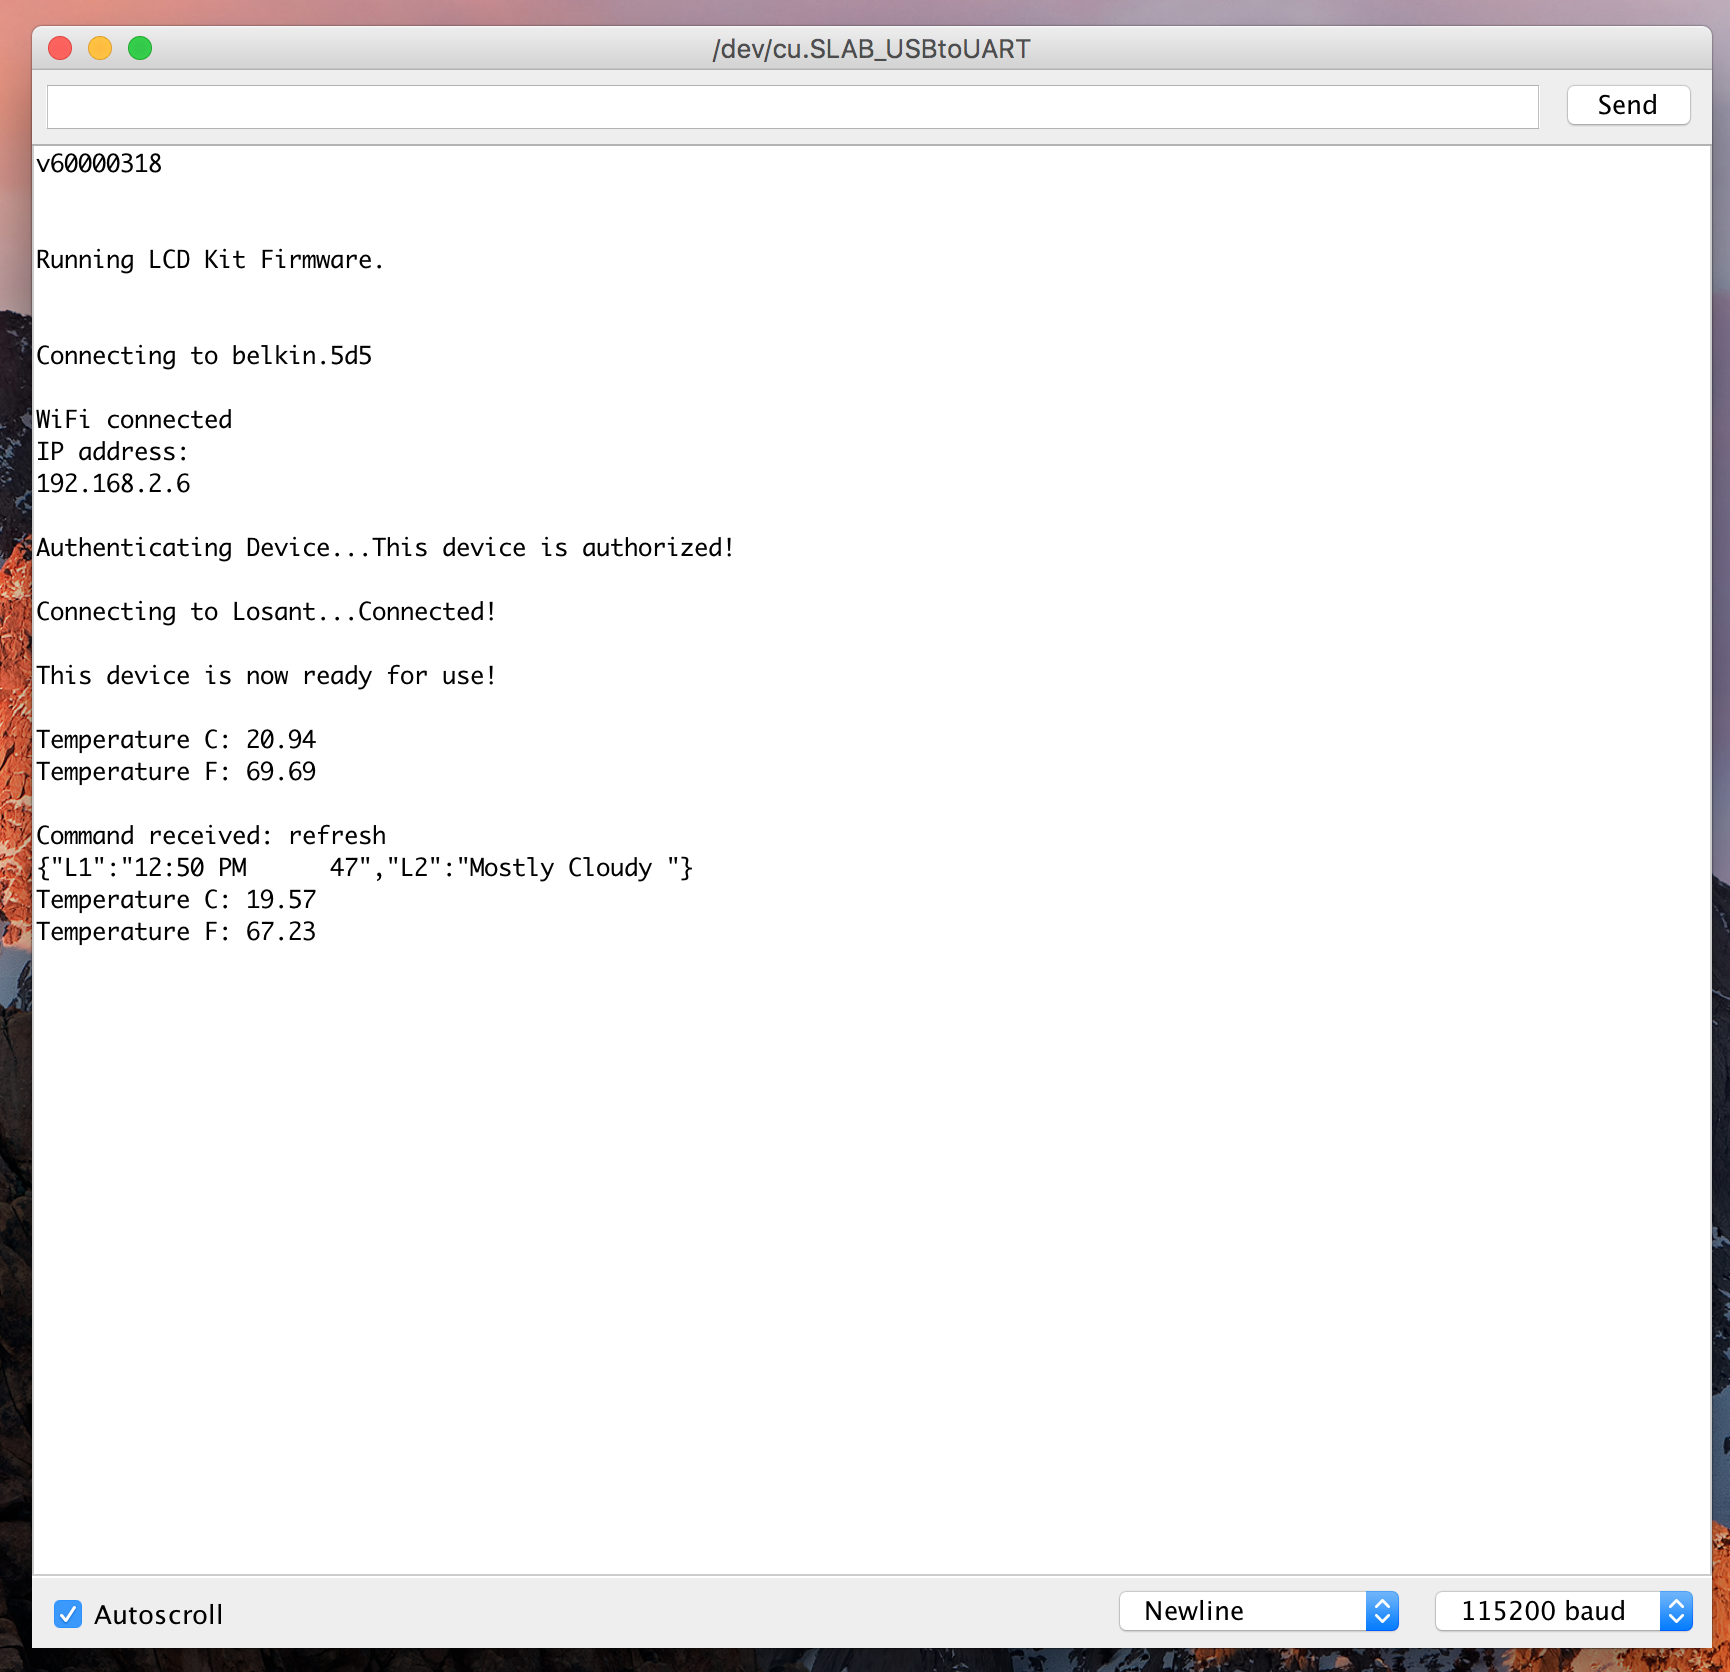 /dev/cu.SLAB_USBtoUART
Send
v60000318
Running LCD Kit Firmware.
Connecting to belkin.5d5
WiFi connected
IP address:
192.168.2.6
Authenticating Device...This device is authorized!
Connecting to Losant...Connected!
This device is now ready for use!
Temperature C: 20.94
Temperature F: 69.69
Command received: refresh
{"L1":"12:50 PM      47","L2":"Mostly Cloudy "}
Temperature C: 19.57
Temperature F: 67.23
Autoscroll
Newline
115200 baud